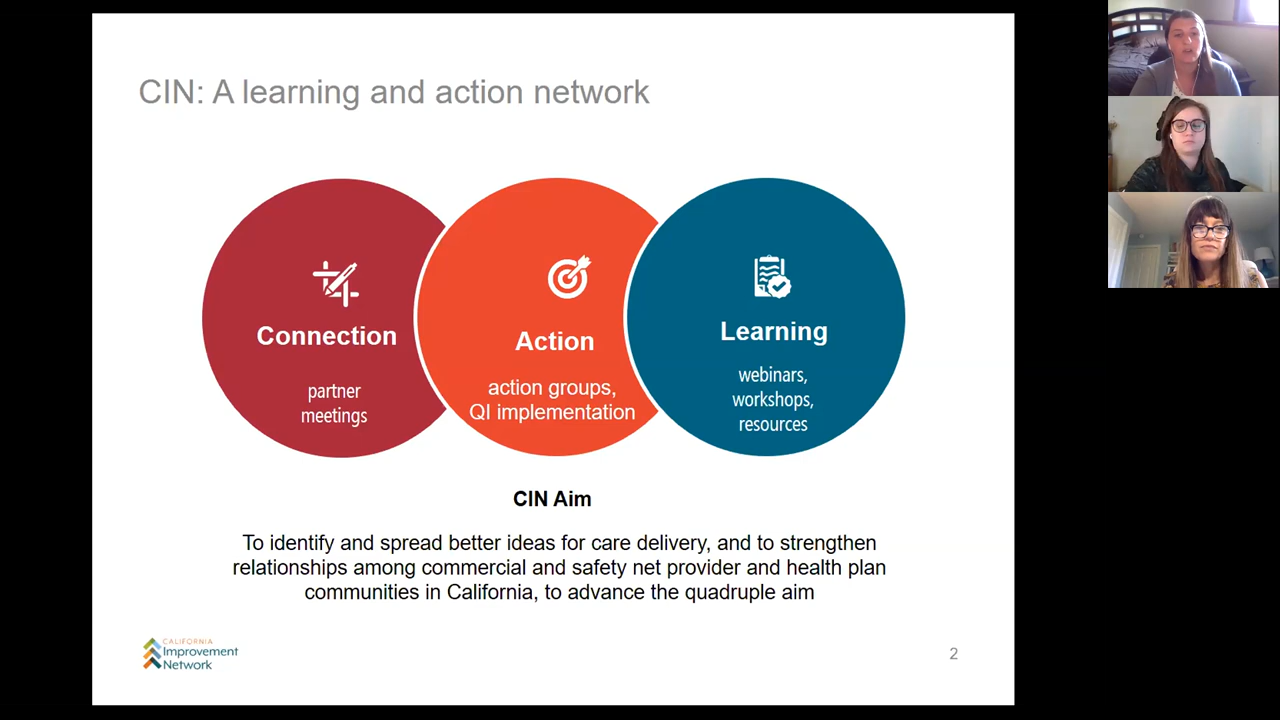 CIN: A learning and action network
Connection
partner
meetings
Action
action groups,
QI implementation
Learning
webinars,
workshops,
resources
CIN Aim
To identify and spread better ideas for care delivery, and to strengthen
relationships among commercial and safety net provider and health plan
communities in California, to advance the quadruple aim
CALIFORNIA
Improvement
Network
2